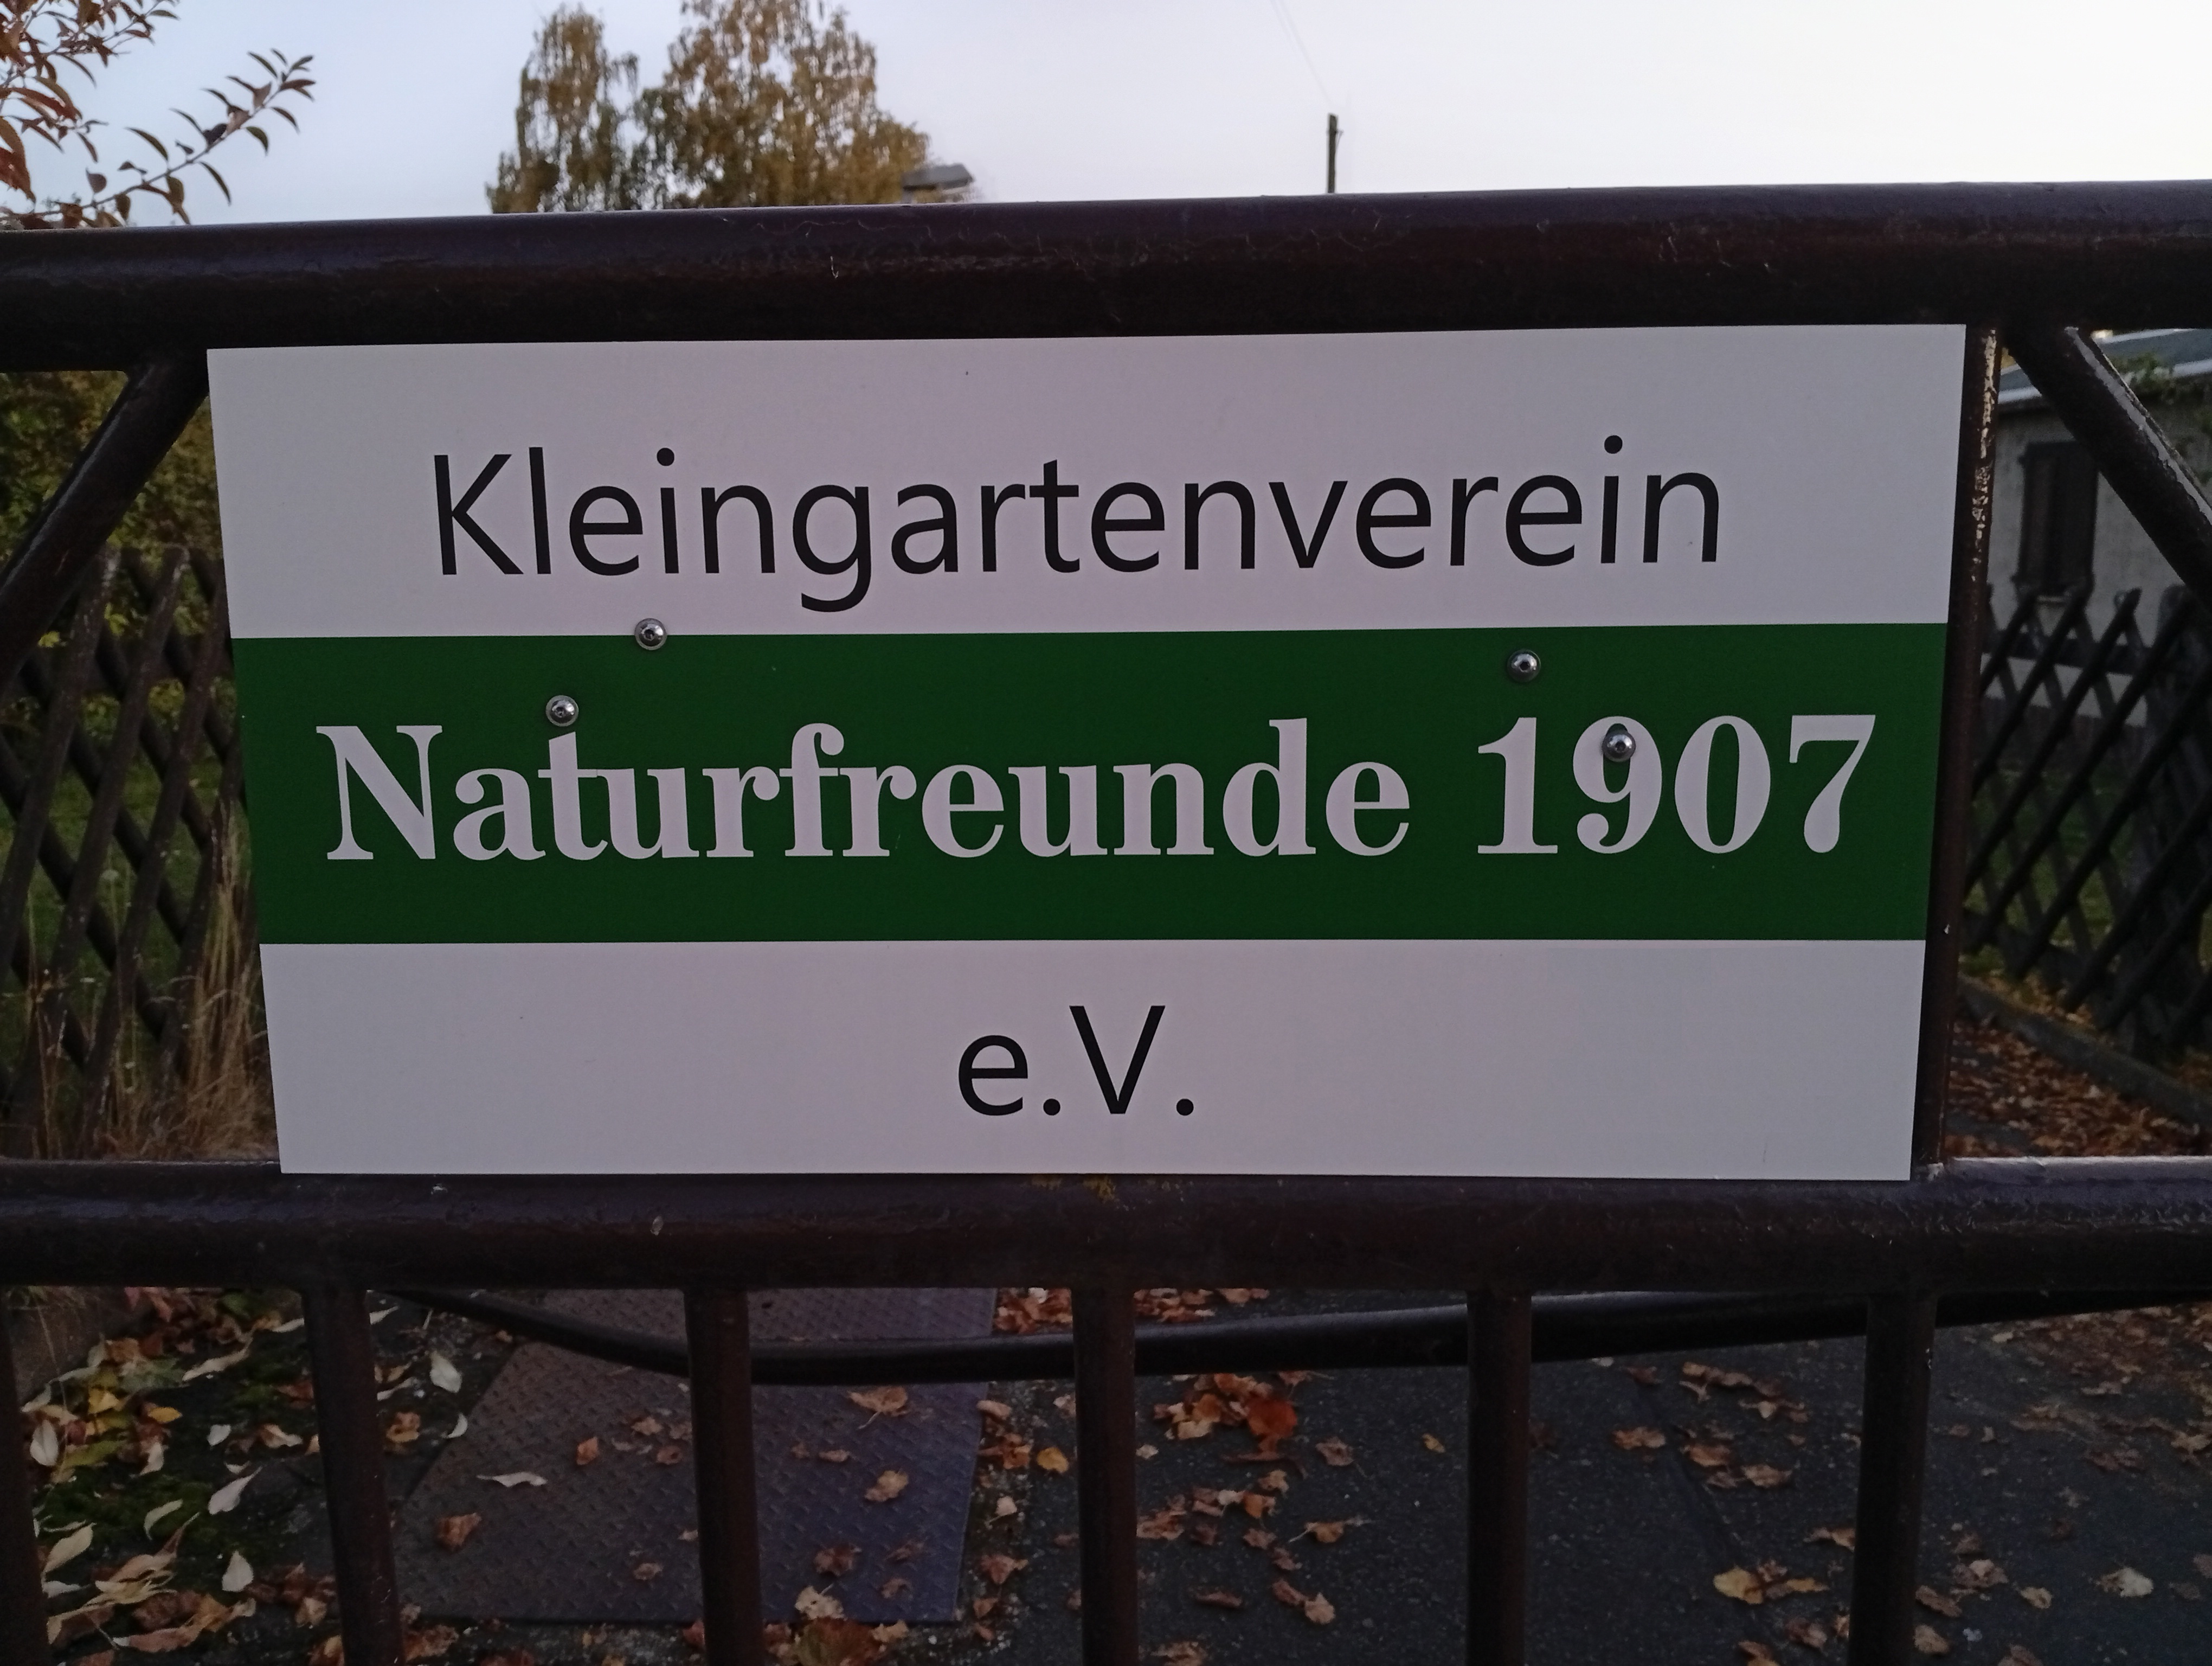 Kleingartenverein
Naturfreunde 1907
e.V.